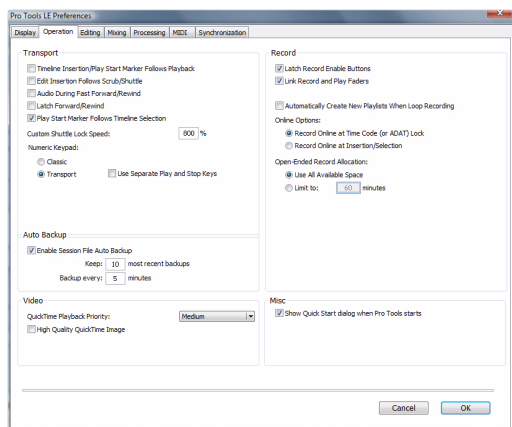 Pro Tools LE Preferences
Display Operation Editing Mixing Processing MIDI Synchronization
Transport
Timeline Insertion/Play Start Marker Follows Playback
Edit Insertion Follows Scrub/Shuttle
Audio During Fast Forward/Rewind
Latch Forward/Rewind
Play Start Marker Follows Timeline Selection
Custom Shuttle Lock Speed: 800 %
Numeric Keypad:
Classic
Transport Use Separate Play and Stop Keys
Record
Latch Record Enable Buttons
Link Record and Play Faders
Automatically Create New Playlists When Loop Recording
Online Options:
Record Online at Time Code (or ADAT) Lock
Record Online at Insertion/Selection
Open-Ended Record Allocation:
Use All Available Space
Limit to: 60 minutes
Auto Backup
Enable Session File Auto Backup
Keep: 10 most recent backups
Backup every: 5 minutes
Video
QuickTime Playback Priority: Medium
High Quality QuickTime Image
Misc
Show Quick Start dialog when Pro Tools starts
Cancel OK